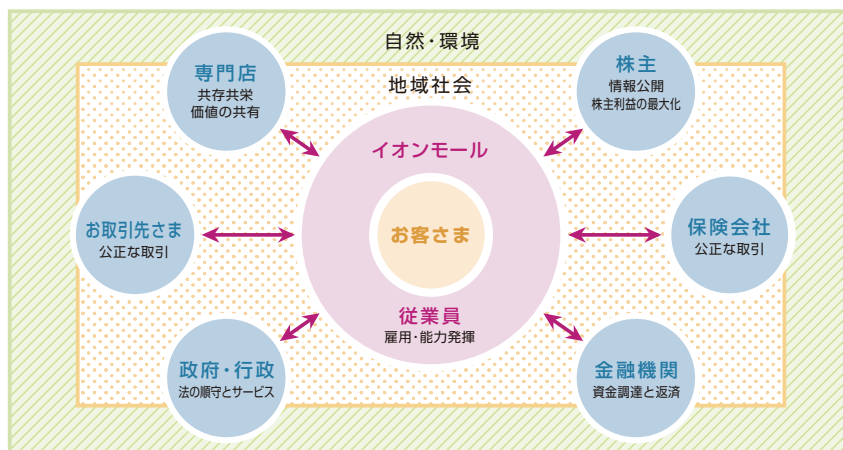 自然・環境
地域社会
専門店
共存共栄
価値の共有
株主
情報公開
株主利益の最大化
イオンモール
お客さま
従業員
雇用・能力発揮
お取引先さま
公正な取引
保険会社
公正な取引
政府・行政
法の順守とサービス
金融機関
資金調達と返済